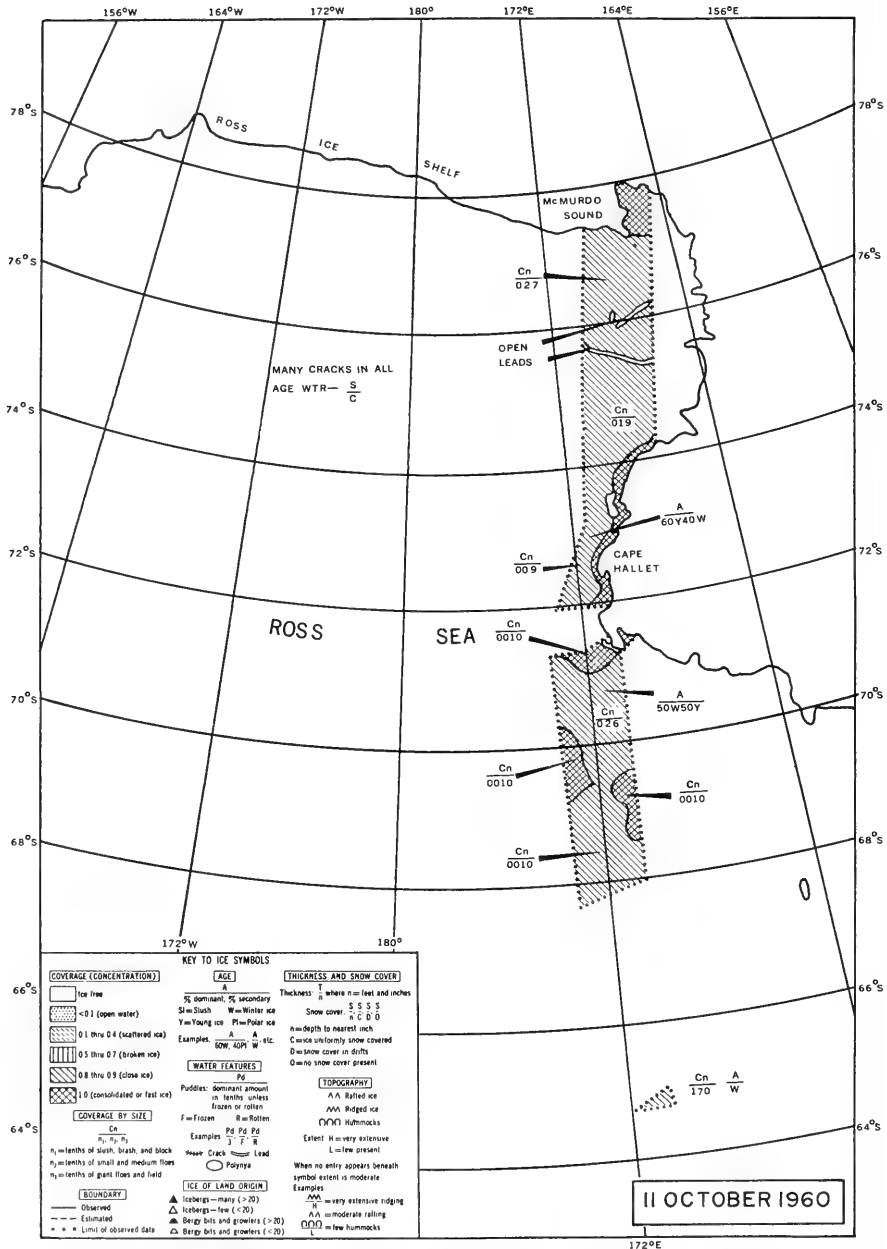 156°W 164°W 172°W 180° 172°E 164°E 156°E
78°S 78°S
ROSS ICE SHELF
McMURDO
SOUND
76°S 76°S
Cn
027
OPEN
LEADS
MANY CRACKS IN ALL
AGE WTR— S
C
74°S 74°S
Cn
019
A
60Y40W
72°S 72°S
Cn
009
CAPE
HALLET
ROSS SEA
Cn
0010
A
50W50Y
70°S 70°S
Cn
026
Cn
0010
Cn
0010
68°S 68°S
Cn
0010
172°W 180°
66°S 66°S
Cn A
170 W
64°S 64°S
172°E
11 OCTOBER 1960
KEY TO ICE SYMBOLS
COVERAGE (CONCENTRATION)
Ice free
<0.1 (open water)
0.1 thru 0.4 (scattered ice)
0.5 thru 0.7 (broken ice)
0.8 thru 0.9 (close ice)
1.0 (consolidated or fast ice)
COVERAGE BY SIZE
Cn
n₁, n₂, n₃
n₁=tenths of slush, brash, and block
n₂=tenths of small and medium floes
n₃=tenths of giant floes and field
BOUNDARY
Observed
Estimated
Limit of observed data
AGE
A
% dominant, % secondary
Sl=Slush W=Winter ice
Y=Young ice Pl=Polar ice
Examples, A A
60W, 40Pl W, etc.
WATER FEATURES
Pd
Puddles: dominant amount
in tenths unless
frozen or rotten
F=Frozen R=Rotten
Examples Pd, Pd, Pd
3 F R
Crack Lead
Polynya
ICE OF LAND ORIGIN
Icebergs—many (>20)
Icebergs—few (<20)
Bergy bits and growlers (>20)
Bergy bits and growlers (<20)
THICKNESS AND SNOW COVER
Thickness: T
n where n=feet and inches
Snow cover, S, S, S, S
n C D O
n=depth to nearest inch
C=ice uniformly snow covered
D=snow cover in drifts
O=no snow cover present
TOPOGRAPHY
Rafted ice
Ridged ice
Hummocks
Extent H=very extensive
L=few present
When no entry appears beneath
symbol extent is moderate
Examples
H =very extensive ridging
=moderate rafting
L =few hummocks